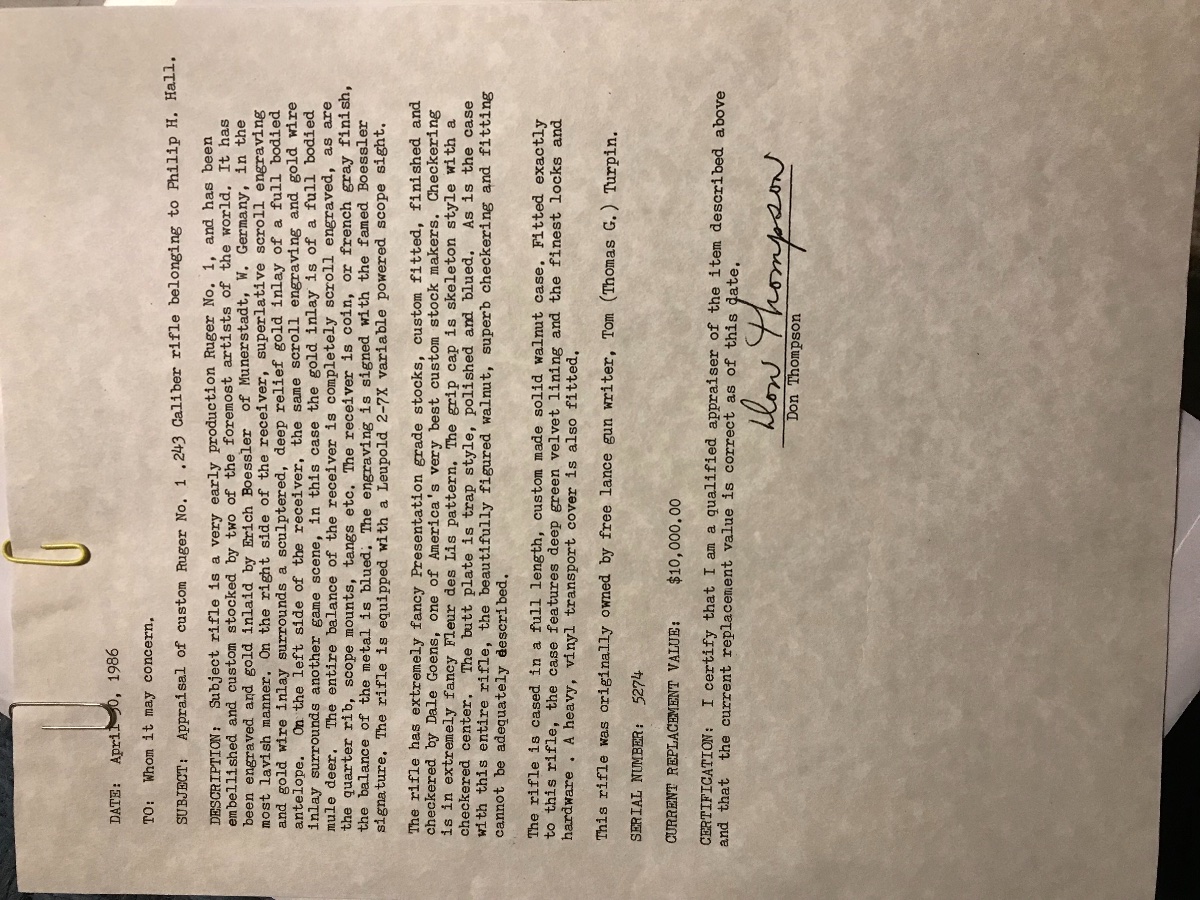 DATE: April 30, 1986
TO: Whom it may concern.
SUBJECT: Appraisal of custom Ruger No. 1 .243 Caliber rifle belonging to Philip H. Hall.
DESCRIPTION: Subject rifle is a very early production Ruger No. 1, and has been
embellished and custom stocked by two of the foremost artists of the world. It has
been engraved and gold inlaid by Erich Boessler of Munerstadt, W. Germany, in the
most lavish manner. On the right side of the receiver, superlative scroll engraving
and gold wire inlay surrounds a sculptered, deep relief gold inlay of a full bodied
antelope. On the left side of the receiver, the same scroll engraving and gold wire
inlay surrounds another game scene, in this case the gold inlay is of a full bodied
mule deer. The entire balance of the receiver is completely scroll engraved, as are
the quarter rib, scope mounts, tangs etc. The receiver is coin, or french gray finish,
the balance of the metal is blued. The engraving is signed with the famed Boessler
signature. The rifle is equipped with a Leupold 2-7X variable powered scope sight.
The rifle has extremely fancy Presentation grade stocks, custom fitted, finished and
checkered by Dale Goens, one of America's very best custom stock makers. Checkering
is in extremely fancy Fleur des Lis pattern. The grip cap is skeleton style with a
checkered center. The butt plate is trap style, polished and blued. As is the case
with this entire rifle, the beautifully figured walnut, superb checkering and fitting
cannot be adequately described.
The rifle is cased in a full length, custom made solid walnut case. Fitted exactly
to this rifle, the case features deep green velvet lining and the finest locks and
hardware . A heavy, vinyl transport cover is also fitted.
This rifle was originally owned by free lance gun writer, Tom (Thomas G.) Turpin.
SERIAL NUMBER: 5274
CURRENT REPLACEMENT VALUE: $10,000.00
CERTIFICATION: I certify that I am a qualified appraiser of the item described above
and that the current replacement value is correct as of this date.
Don Thompson
Don Thompson